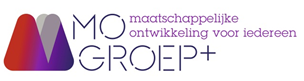 MO
GROEP+
maatschappelijke
ontwikkeling voor iedereen